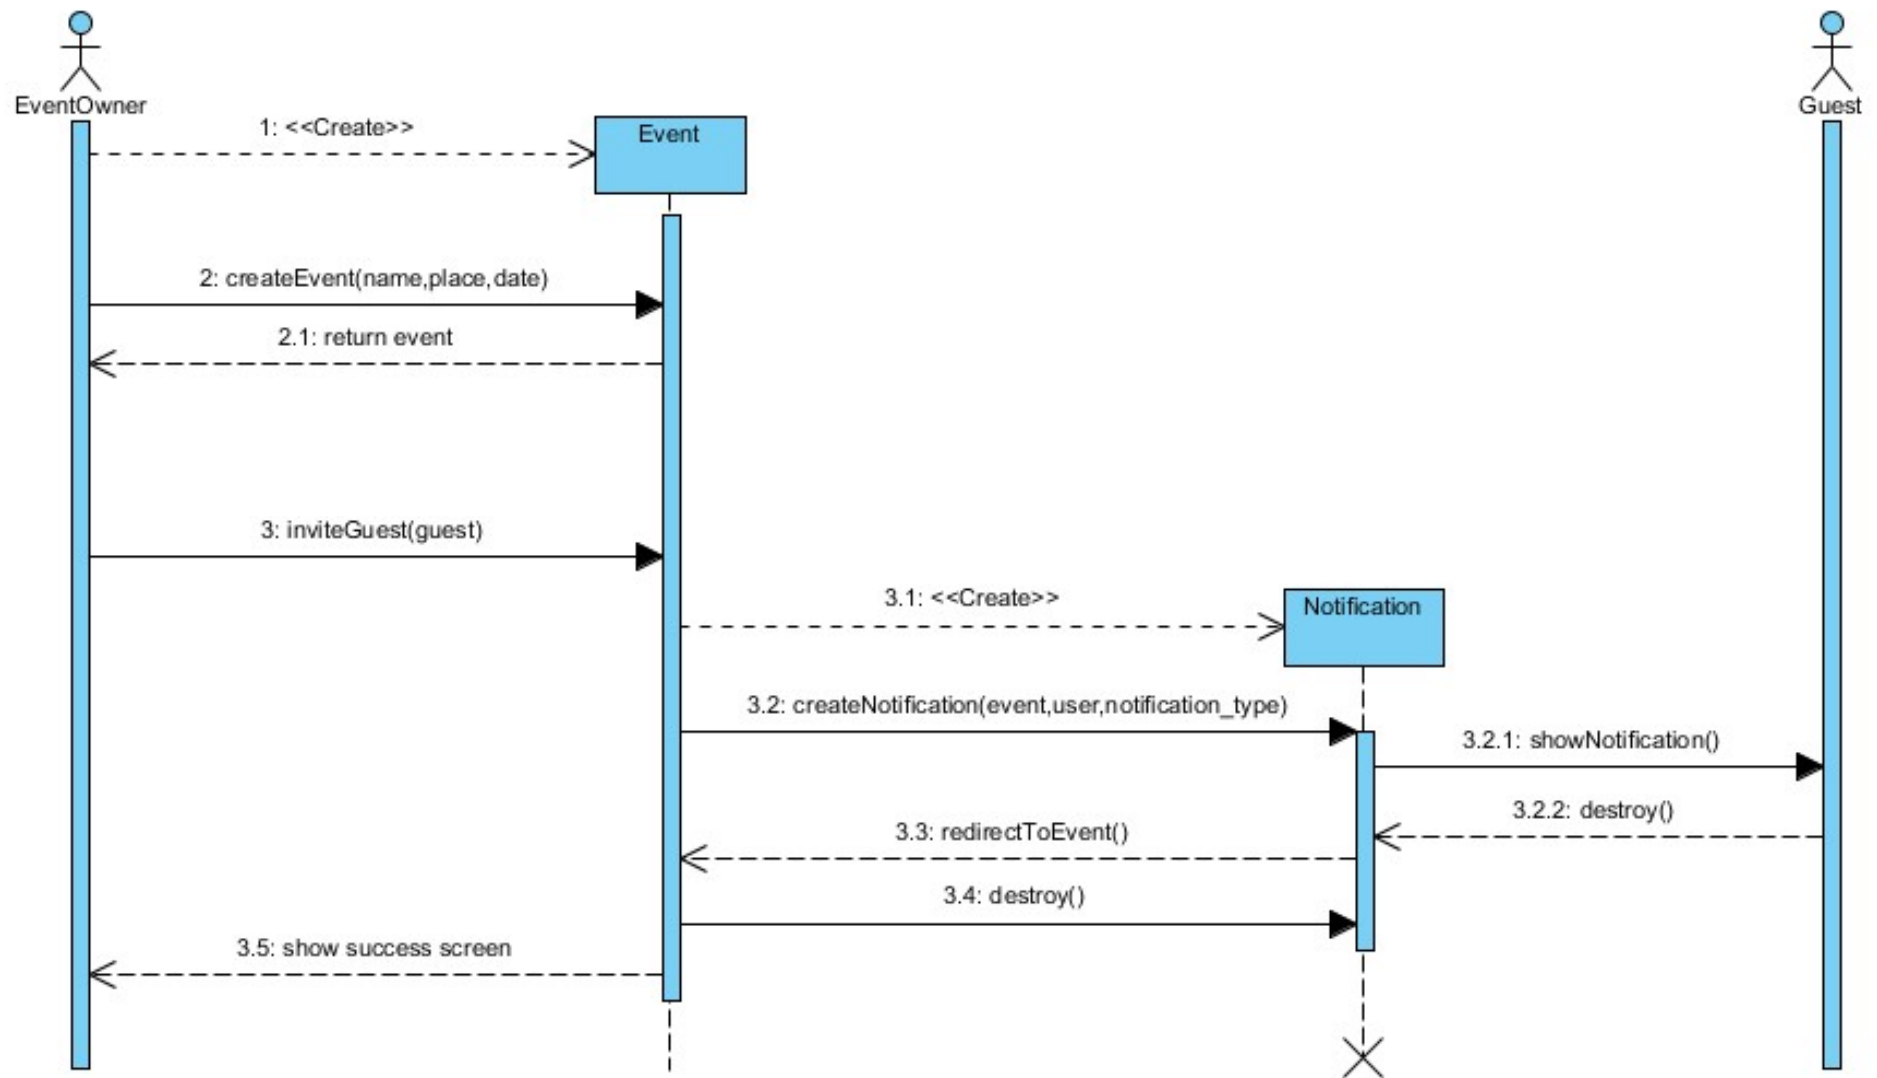 EventOwner
Guest
1: <<Create>>
Event
2: createEvent(name,place,date)
2.1: return event
3: inviteGuest(guest)
3.1: <<Create>>
Notification
3.2: createNotification(event,user,notification_type)
3.2.1: showNotification()
3.2.2: destroy()
3.3: redirectToEvent()
3.4: destroy()
3.5: show success screen